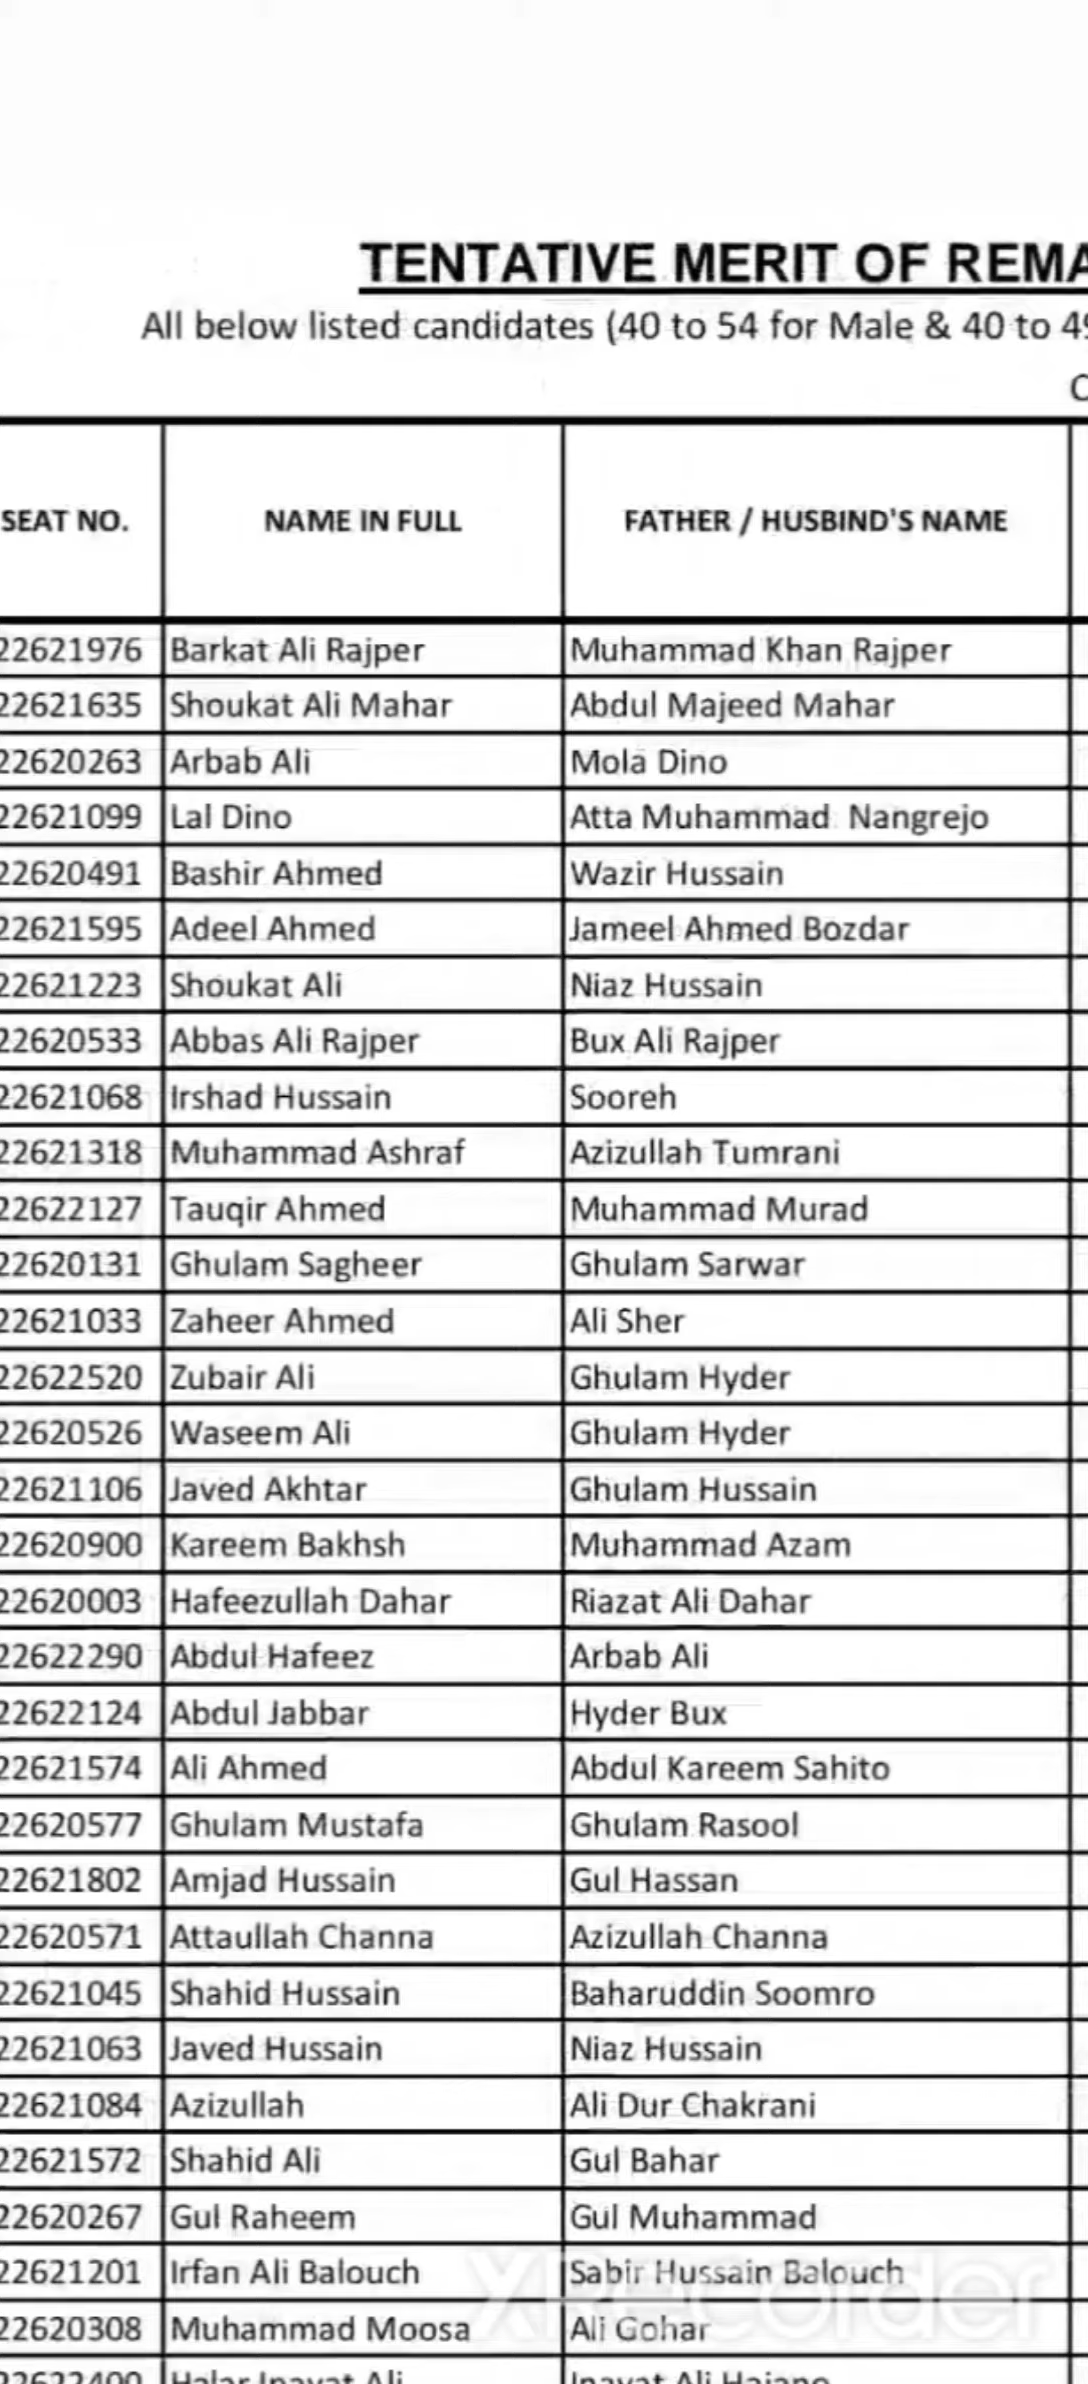 TENTATIVE MERIT OF REMA
All below listed candidates (40 to 54 for Male & 40 to 49
SEAT NO. NAME IN FULL FATHER / HUSBIND'S NAME
22621976 Barkat Ali Rajper Muhammad Khan Rajper
22621635 Shoukat Ali Mahar Abdul Majeed Mahar
22620263 Arbab Ali Mola Dino
22621099 Lal Dino Atta Muhammad Nangrejo
22620491 Bashir Ahmed Wazir Hussain
22621595 Adeel Ahmed Jameel Ahmed Bozdar
22621223 Shoukat Ali Niaz Hussain
22620533 Abbas Ali Rajper Bux Ali Rajper
22621068 Irshad Hussain Sooreh
22621318 Muhammad Ashraf Azizullah Tumrani
22622127 Tauqir Ahmed Muhammad Murad
22620131 Ghulam Sagheer Ghulam Sarwar
22621033 Zaheer Ahmed Ali Sher
22622520 Zubair Ali Ghulam Hyder
22620526 Waseem Ali Ghulam Hyder
22621106 Javed Akhtar Ghulam Hussain
22620900 Kareem Bakhsh Muhammad Azam
22620003 Hafeezullah Dahar Riazat Ali Dahar
22622290 Abdul Hafeez Arbab Ali
22622124 Abdul Jabbar Hyder Bux
22621574 Ali Ahmed Abdul Kareem Sahito
22620577 Ghulam Mustafa Ghulam Rasool
22621802 Amjad Hussain Gul Hassan
22620571 Attaullah Channa Azizullah Channa
22621045 Shahid Hussain Baharuddin Soomro
22621063 Javed Hussain Niaz Hussain
22621084 Azizullah Ali Dur Chakrani
22621572 Shahid Ali Gul Bahar
22620267 Gul Raheem Gul Muhammad
22621201 Irfan Ali Balouch Sabir Hussain Balouch
22620308 Muhammad Moosa Ali Gohar
XRecorder